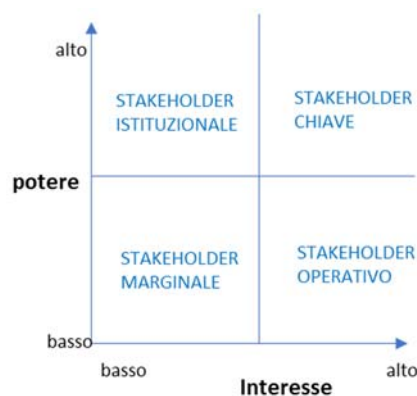 alto
STAKEHOLDER
ISTITUZIONALE
STAKEHOLDER
CHIAVE
potere
STAKEHOLDER
MARGINALE
STAKEHOLDER
OPERATIVO
basso
basso
alto
Interesse